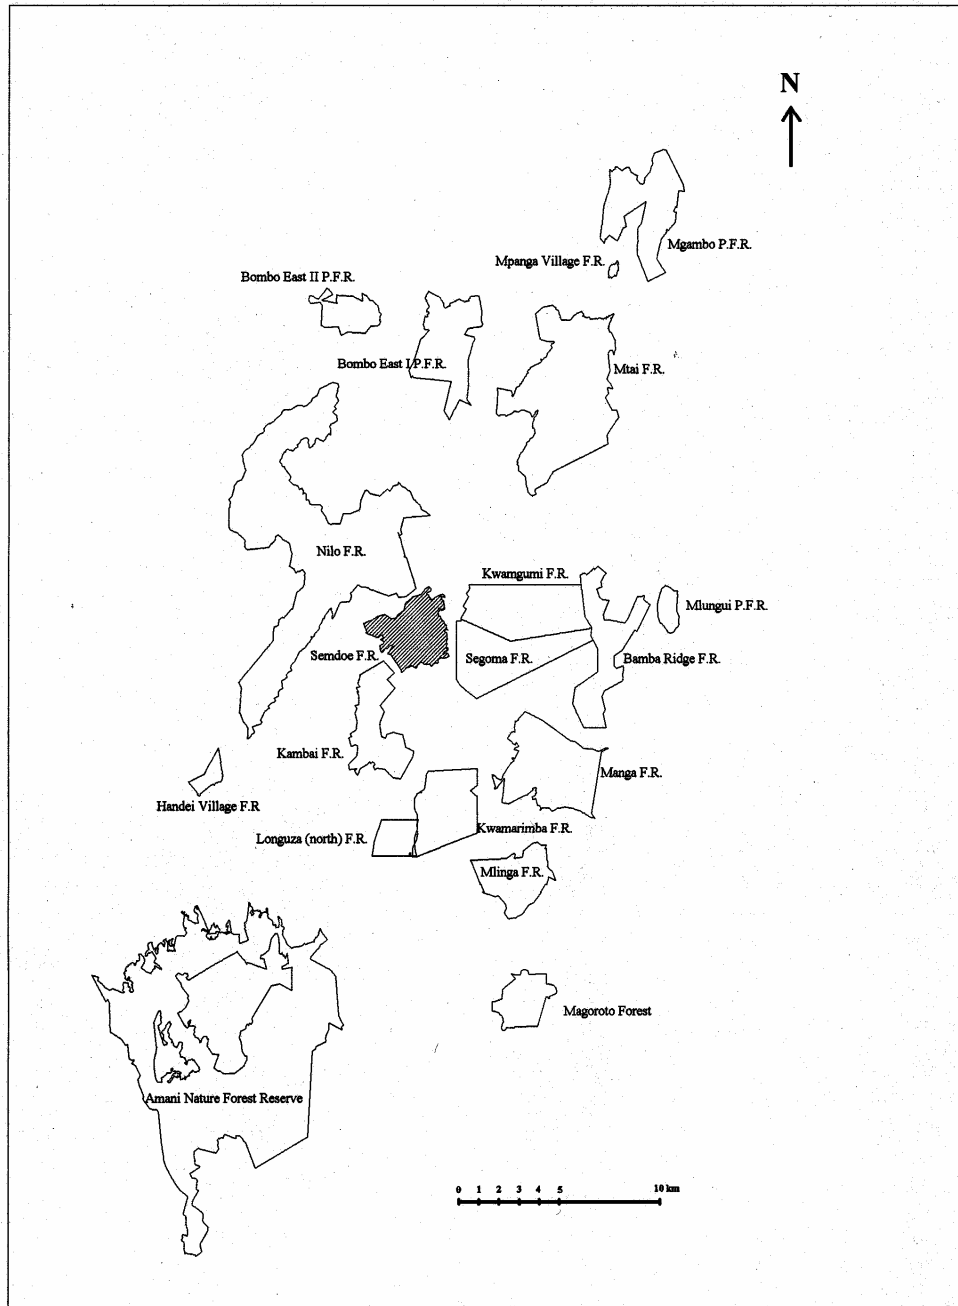 N
Mgambo P.F.R.
Mpanga Village F.R.
Bombo East II P.F.R.
Bombo East I P.F.R.
Mtai F.R.
Nilo F.R.
Kwamgumi F.R.
Mlungui P.F.R.
Semdoe F.R.
Segoma F.R.
Bamba Ridge F.R.
Kambai F.R.
Manga F.R.
Handei Village F.R
Longuza (north) F.R.
Kwamarimba F.R.
Mlinga F.R.
Magoroto Forest
Amani Nature Forest Reserve
0 1 2 3 4 5 10 km